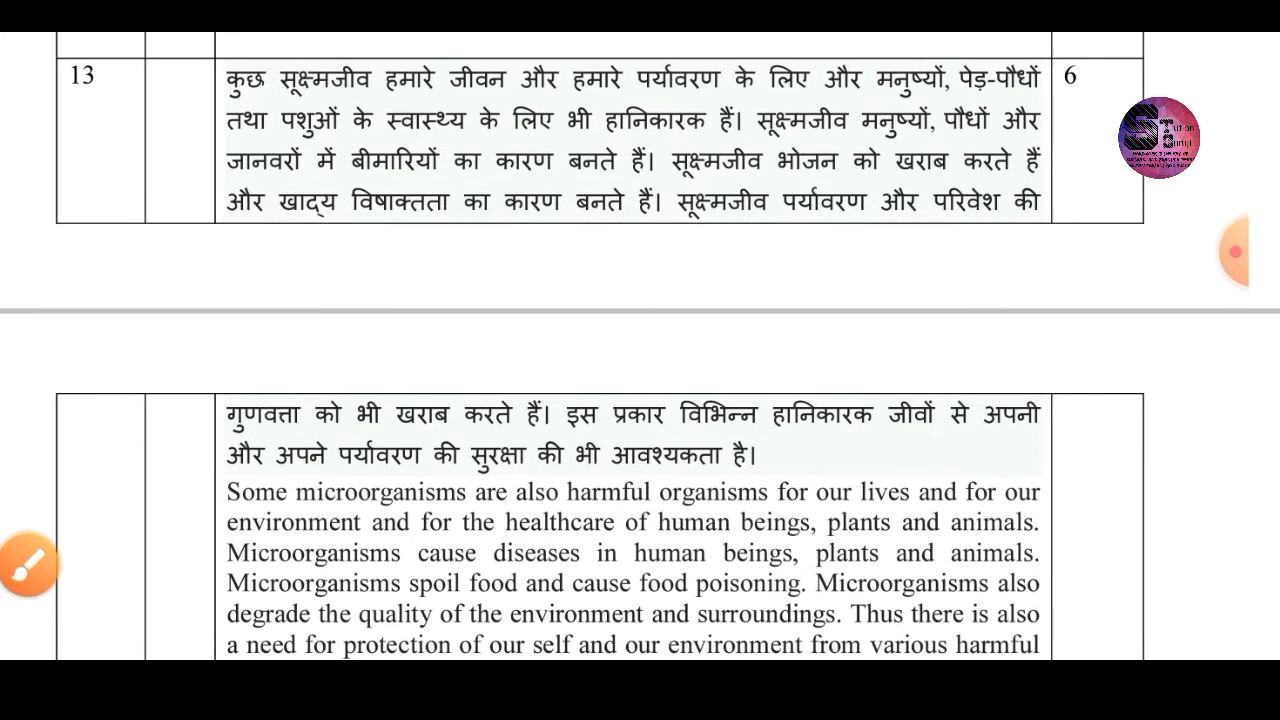 13
कुछ सूक्ष्मजीव हमारे जीवन और हमारे पर्यावरण के लिए और मनुष्यों, पेड़-पौधों
6
तथा पशुओं के स्वास्थ्य के लिए भी हानिकारक हैं। सूक्ष्मजीव मनुष्यों, पौधों और
जानवरों में बीमारियों का कारण बनते हैं। सूक्ष्मजीव भोजन को खराब करते हैं
और खाद्य विषाक्तता का कारण बनते हैं। सूक्ष्मजीव पर्यावरण और परिवेश की
गुणवत्ता को भी खराब करते हैं। इस प्रकार विभिन्न हानिकारक जीवों से अपनी
और अपने पर्यावरण की सुरक्षा की भी आवश्यकता है।
Some microorganisms are also harmful organisms for our lives and for our
environment and for the healthcare of human beings, plants and animals.
Microorganisms cause diseases in human beings, plants and animals.
Microorganisms spoil food and cause food poisoning. Microorganisms also
degrade the quality of the environment and surroundings. Thus there is also
a need for protection of our self and our environment from various harmful